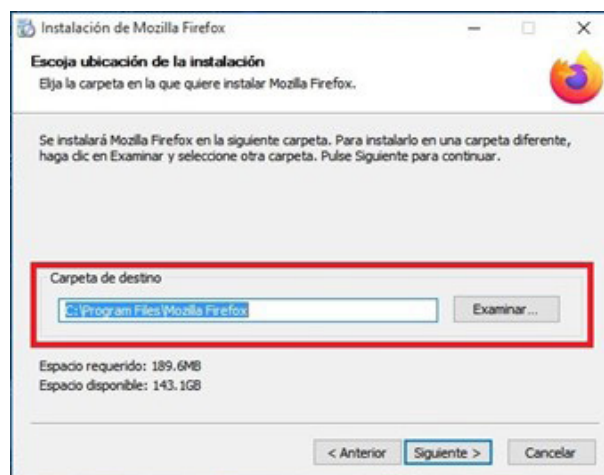 Instalación de Mozilla Firefox
Escoja ubicación de la instalación
Elija la carpeta en la que quiere instalar Mozilla Firefox.
Se instalará Mozilla Firefox en la siguiente carpeta. Para instalarlo en una carpeta diferente,
haga clic en Examinar y seleccione otra carpeta. Pulse Siguiente para continuar.
Carpeta de destino
C:\Program Files\Mozilla Firefox
Examinar...
Espacio requerido: 189.6MB
Espacio disponible: 143.1GB
< Anterior
Siguiente >
Cancelar